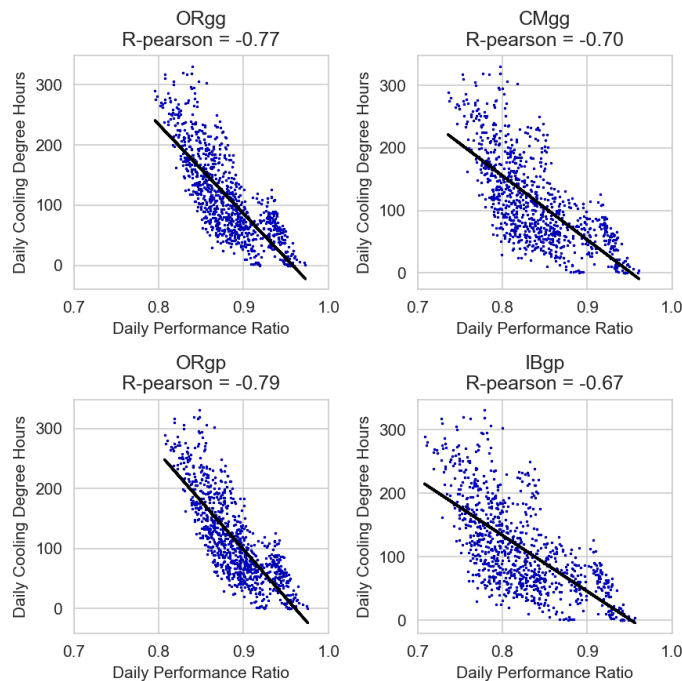 ORgg
R-pearson = -0.77
Daily Cooling Degree Hours
300
200
100
0
0.7
0.8
0.9
1.0
Daily Performance Ratio
CMgg
R-pearson = -0.70
Daily Cooling Degree Hours
300
200
100
0
0.7
0.8
0.9
1.0
Daily Performance Ratio
ORgp
R-pearson = -0.79
Daily Cooling Degree Hours
300
200
100
0
0.7
0.8
0.9
1.0
Daily Performance Ratio
IBgp
R-pearson = -0.67
Daily Cooling Degree Hours
300
200
100
0
0.7
0.8
0.9
1.0
Daily Performance Ratio